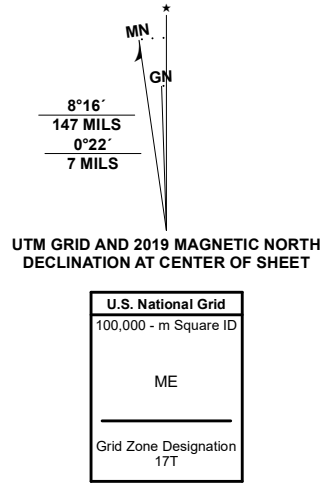 MN
GN
8°16´
147 MILS
0°22´
7 MILS
UTM GRID AND 2019 MAGNETIC NORTH
DECLINATION AT CENTER OF SHEET
U.S. National Grid
100,000 - m Square ID
ME
Grid Zone Designation
17T